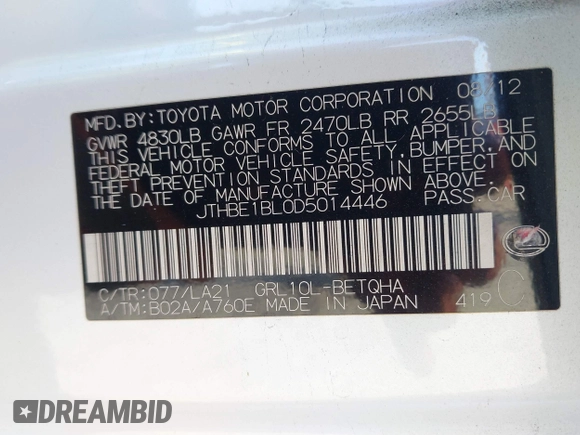 MFD.BY:TOYOTA MOTOR CORPORATION 08/12
GVWR 4830LB GAWR FR 2470LB RR 2655LB
THIS VEHICLE CONFORMS TO ALL APPLICABLE
FEDERAL MOTOR VEHICLE SAFETY, BUMPER, AND
THEFT PREVENTION STANDARDS IN EFFECT ON
THE DATE OF MANUFACTURE SHOWN ABOVE.
JTHBE1BL0D5014446 PASS.CAR
C/TR:077/LA21 GRL10L-BETQHA
A/TM:B02A/A760E MADE IN JAPAN 419 C
DREAMBID